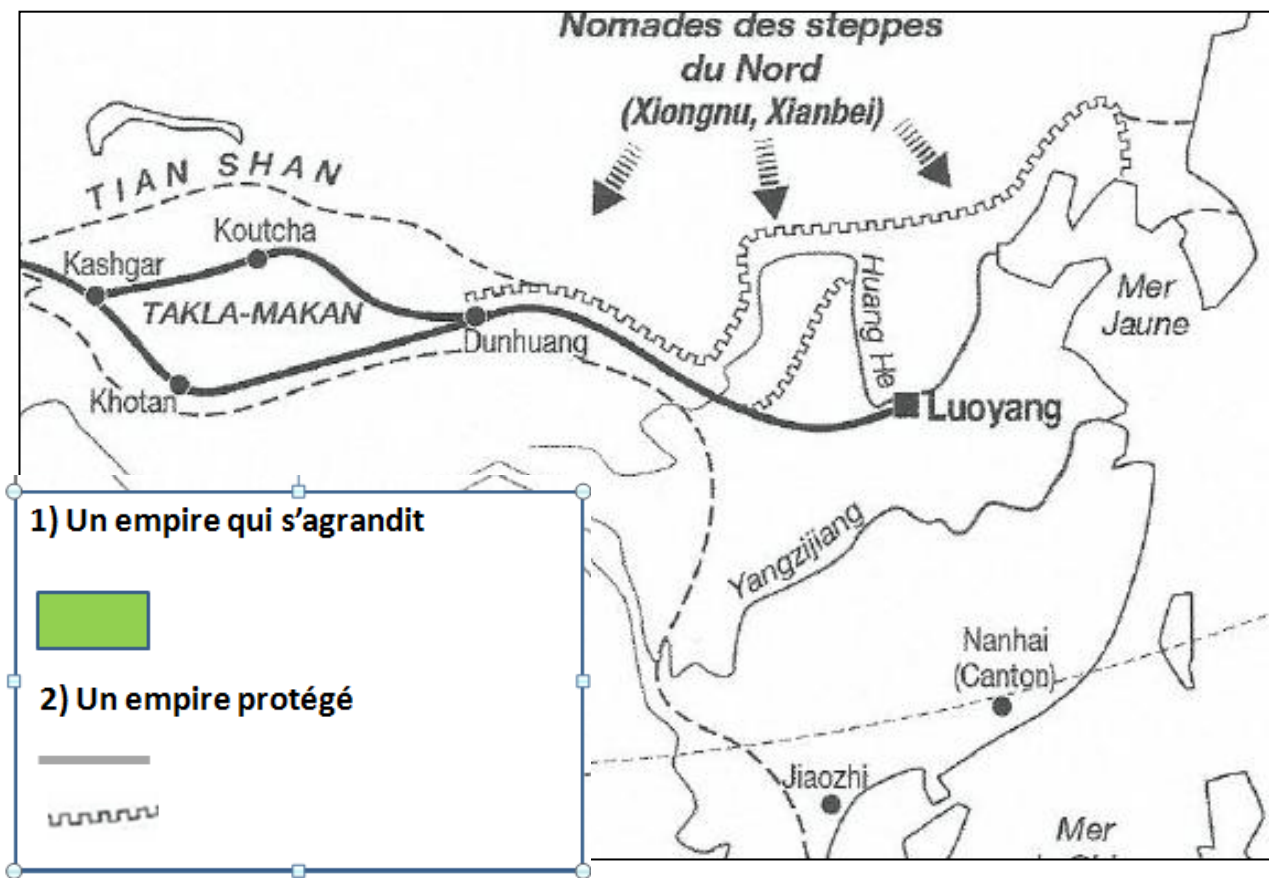 Nomades des steppes
du Nord
(Xiongnu, Xianbei)
TIAN SHAN
Koutcha
Kashgar
TAKLA-MAKAN
Dunhuang
Khotan
Huang He
Mer
Jaune
Luoyang
Yangzijiang
Nanhai
(Canton)
Jiaozhi
Mer
1) Un empire qui s’agrandit
2) Un empire protégé